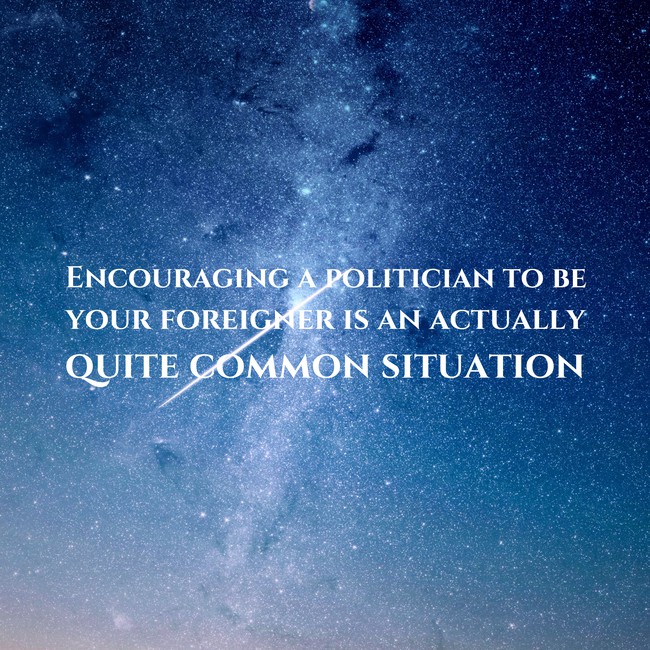 Encouraging a politician to be
your foreigner is an actually
quite common situation